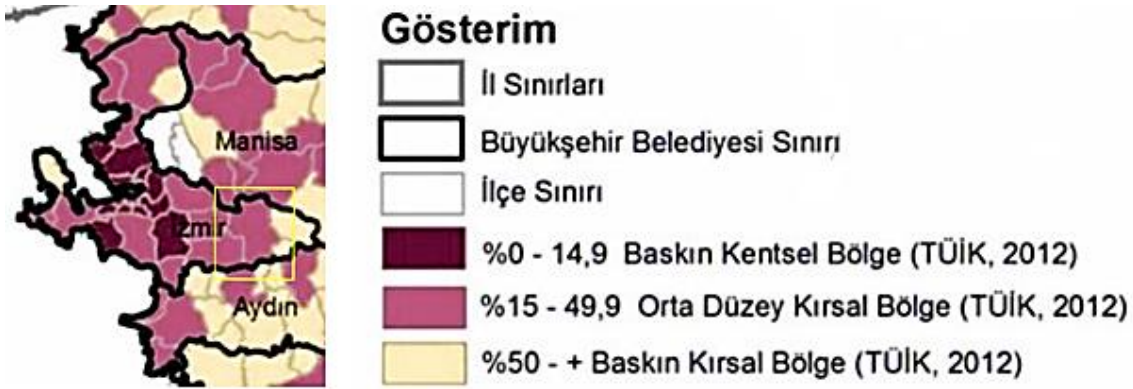 Manisa
İzmir
Aydın
Gösterim
İl Sınırları
Büyükşehir Belediyesi Sınırı
İlçe Sınırı
%0 - 14,9 Baskın Kentsel Bölge (TÜİK, 2012)
%15 - 49,9 Orta Düzey Kırsal Bölge (TÜİK, 2012)
%50 - + Baskın Kırsal Bölge (TÜİK, 2012)